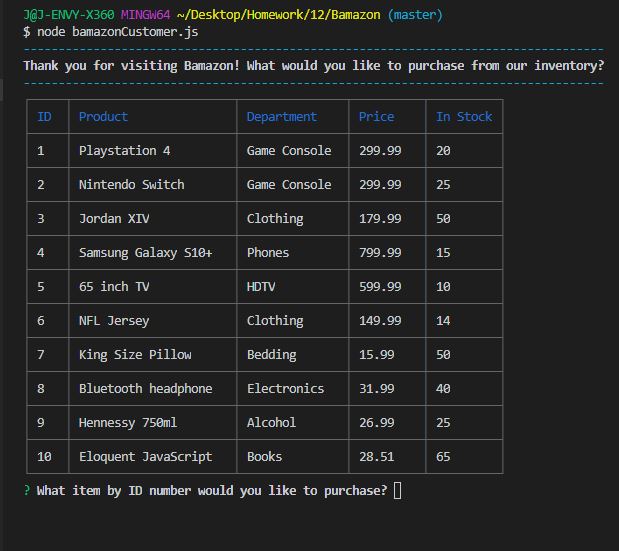 J@J-ENVY-X360 MINGW64 ~/Desktop/Homework/12/Bamazon (master)
$ node bamazonCustomer.js
Thank you for visiting Bamazon! What would you like to purchase from our inventory?
ID Product Department Price In Stock
1 Playstation 4 Game Console 299.99 20
2 Nintendo Switch Game Console 299.99 25
3 Jordan XIV Clothing 179.99 50
4 Samsung Galaxy S10+ Phones 799.99 15
5 65 inch TV HDTV 599.99 10
6 NFL Jersey Clothing 149.99 14
7 King Size Pillow Bedding 15.99 50
8 Bluetooth headphone Electronics 31.99 40
9 Hennessy 750ml Alcohol 26.99 25
10 Eloquent JavaScript Books 28.51 65
? What item by ID number would you like to purchase?